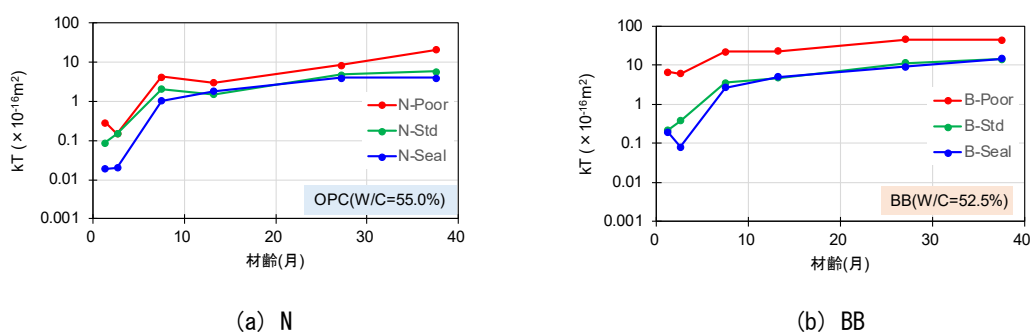 100
10
1
0.1
0.01
0.001
kT (×10-16m2)
N-Poor
N-Std
N-Seal
OPC(W/C=55.0%)
0 10 20 30 40
材齢(月)
(a) N
100
10
1
0.1
0.01
0.001
kT (×10-16m2)
B-Poor
B-Std
B-Seal
BB(W/C=52.5%)
0 10 20 30 40
材齢(月)
(b) BB